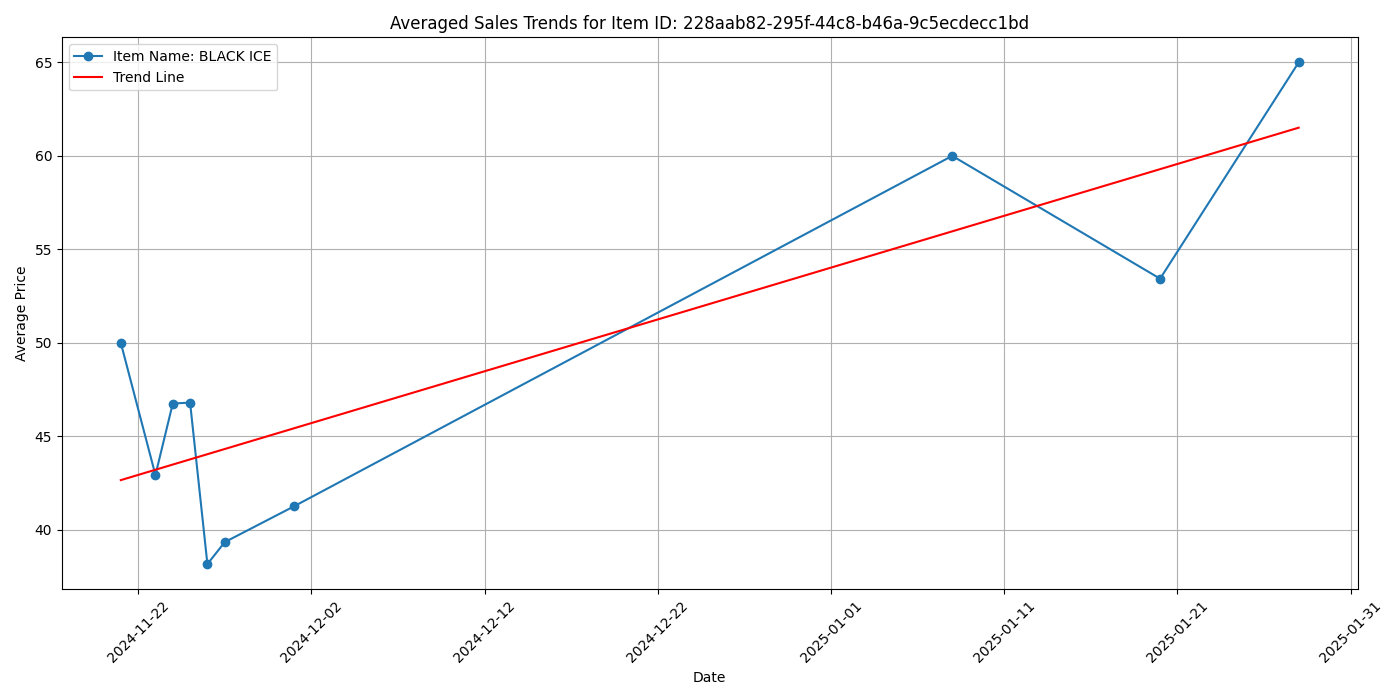 Averaged Sales Trends for Item ID: 228aab82-295f-44c8-b46a-9c5ecdecc1bd
Item Name: BLACK ICE
Trend Line
Average Price
65
60
55
50
45
40
2024-11-22
2024-12-02
2024-12-12
2024-12-22
2025-01-01
2025-01-11
2025-01-21
2025-01-31
Date